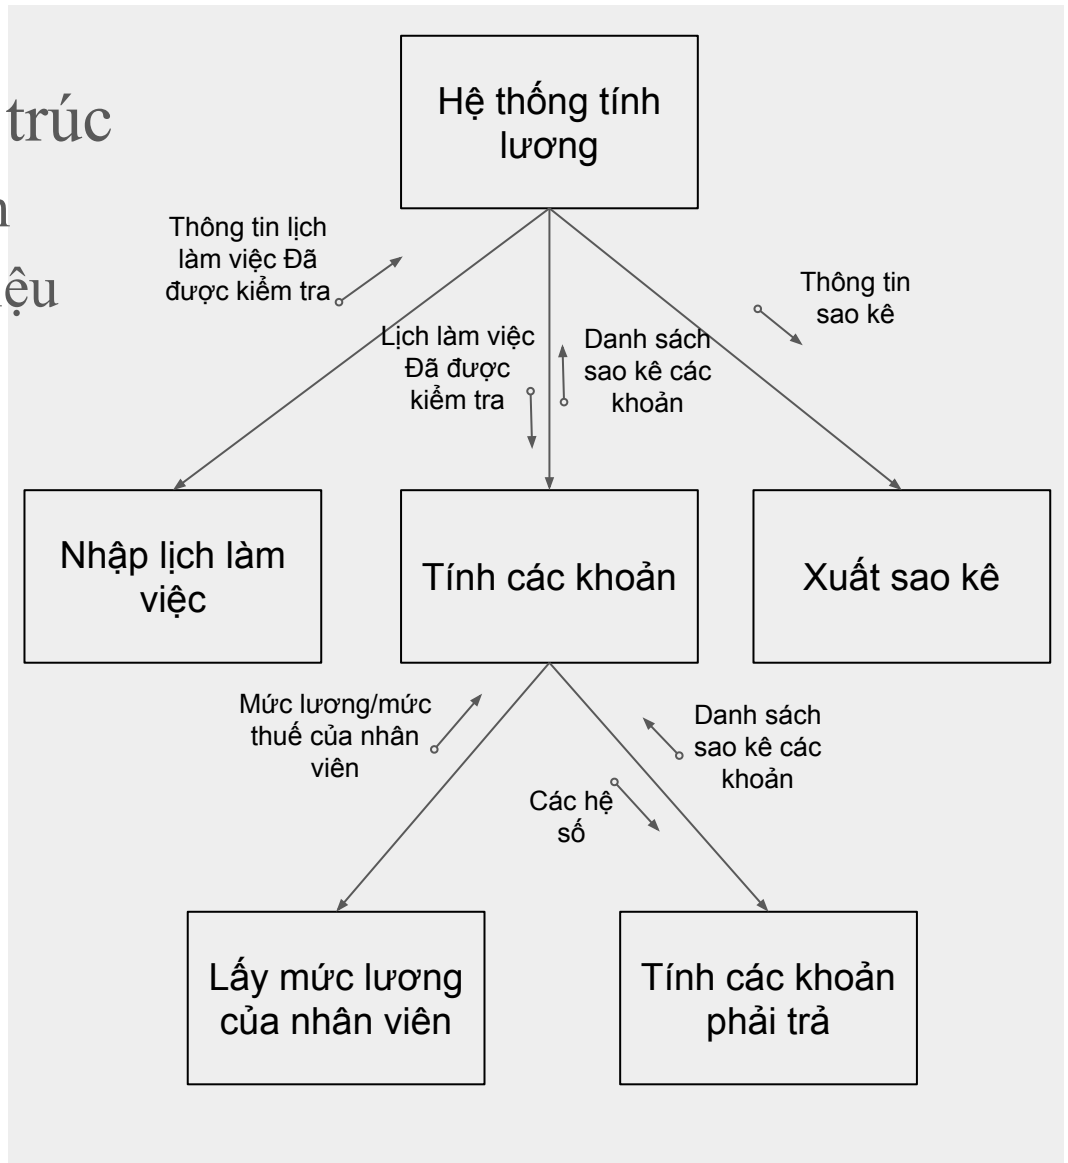 Hệ thống tính
lương
trúc
Thông tin lịch
làm việc Đã
được kiểm tra
Thông tin
sao kê
Lịch làm việc
Đã được
kiểm tra
Danh sách
sao kê các
khoản
Nhập lịch làm
việc
Tính các khoản
Xuất sao kê
Mức lương/mức
thuế của nhân
viên
Danh sách
sao kê các
khoản
Các hệ
số
Lấy mức lương
của nhân viên
Tính các khoản
phải trả